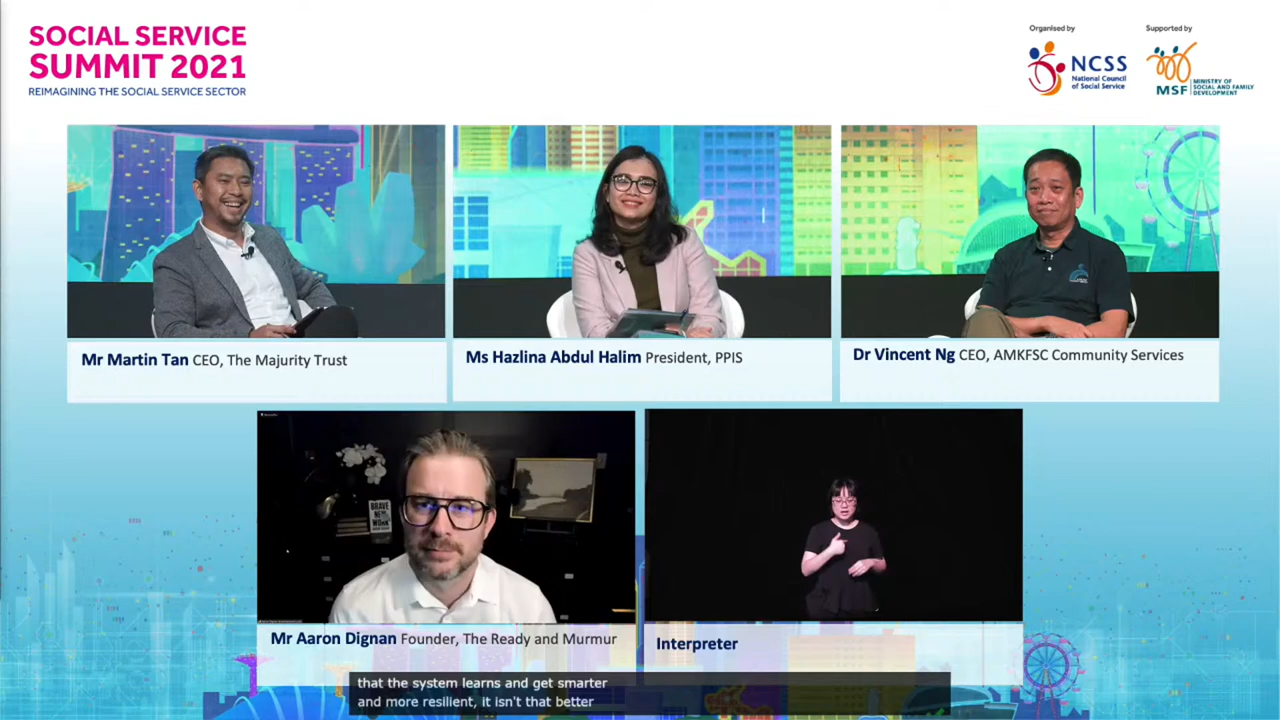 SOCIAL SERVICE
SUMMIT 2021
REIMAGINING THE SOCIAL SERVICE SECTOR
Organised by
NCSS
National Council
of Social Service
Supported by
MSF
MINISTRY OF
SOCIAL AND FAMILY
DEVELOPMENT
Mr Martin Tan CEO, The Majurity Trust
Ms Hazlina Abdul Halim President, PPIS
Dr Vincent Ng CEO, AMKFSC Community Services
BRAVE
NEW
WORK
Mr Aaron Dignan Founder, The Ready and Murmur
Interpreter
that the system learns and get smarter
and more resilient, it isn't that better